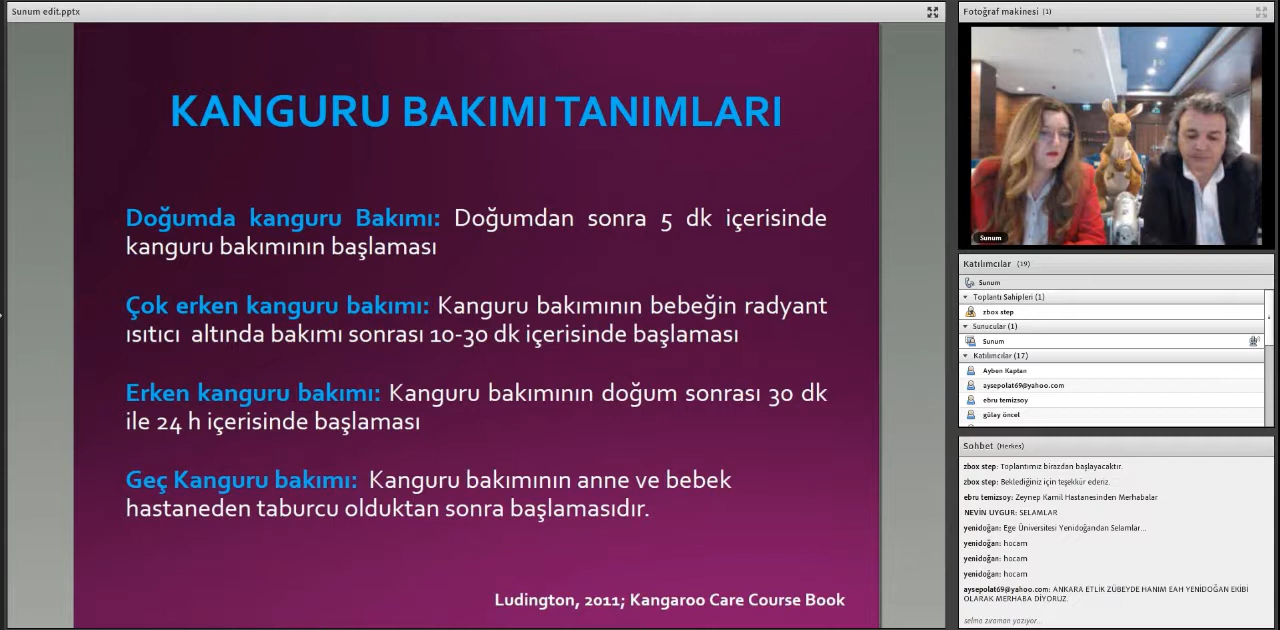 Sunum edit.pptx
KANGURU BAKIMI TANIMLARI
Doğumda kanguru Bakımı: Doğumdan sonra 5 dk içerisinde
kanguru bakımının başlaması
Çok erken kanguru bakımı: Kanguru bakımının bebeğin radyant
ısıtıcı altında bakımı sonrası 10-30 dk içerisinde başlaması
Erken kanguru bakımı: Kanguru bakımının doğum sonrası 30 dk
ile 24 h içerisinde başlaması
Geç Kanguru bakımı: Kanguru bakımının anne ve bebek
hastaneden taburcu olduktan sonra başlamasıdır.
Ludington, 2011; Kangaroo Care Course Book
Fotoğraf makinesi (1)
Sunum
Katılımcılar (19)
Sunum
Toplantı Sahipleri (1)
zbox step
Sunucular (1)
Sunum
Katılımcılar (17)
Ayben Kaptan
aysepolat69@yahoo.com
ebru temizsoy
gülay öncel
Sohbet (Herkes)
zbox step: Toplantımız birazdan başlayacaktır.
zbox step: Beklediğiniz için teşekkür ederiz.
ebru temizsoy: Zeynep Kamil Hastanesinden Merhabalar
NEVİN UYGUR: SELAMLAR
yenidoğan: Ege Üniversitesi Yenidoğandan Selamlar...
yenidoğan: hocam
yenidoğan: hocam
yenidoğan: hocam
aysepolat69@yahoo.com: ANKARA ETLİK ZÜBEYDE HANIM EAH YENİDOĞAN EKİBİ
OLARAK MERHABA DİYORUZ.
selma zıraman yazıyor...